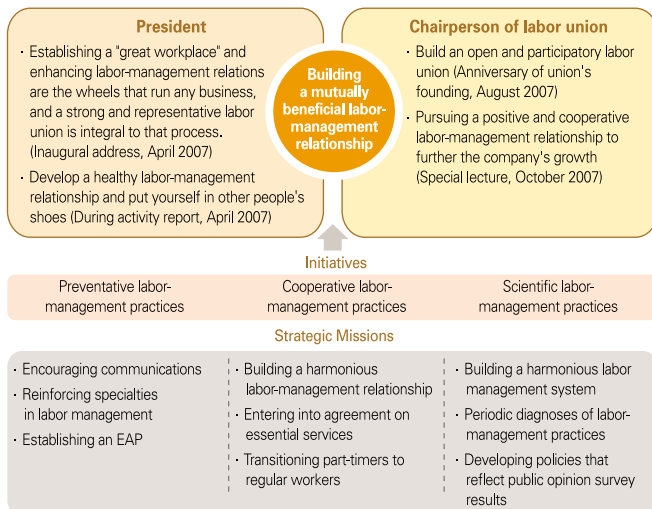 President
· Establishing a "great workplace" and
enhancing labor-management relations
are the wheels that run any business,
and a strong and representative labor
union is integral to that process.
(Inaugural address, April 2007)
· Develop a healthy labor-management
relationship and put yourself in other people's
shoes (During activity report, April 2007)
Building
a mutually
beneficial labor-
management
relationship
Chairperson of labor union
· Build an open and participatory labor
union (Anniversary of union's
founding, August 2007)
· Pursuing a positive and cooperative
labor-management relationship to
further the company's growth
(Special lecture, October 2007)
Initiatives
Preventative labor-
management practices
Cooperative labor-
management practices
Scientific labor-
management practices
Strategic Missions
· Encouraging communications
· Reinforcing specialties
in labor management
· Establishing an EAP
· Building a harmonious
labor-management relationship
· Entering into agreement on
essential services
· Transitioning part-timers to
regular workers
· Building a harmonious labor
management system
· Periodic diagnoses of labor-
management practices
· Developing policies that
reflect public opinion survey
results